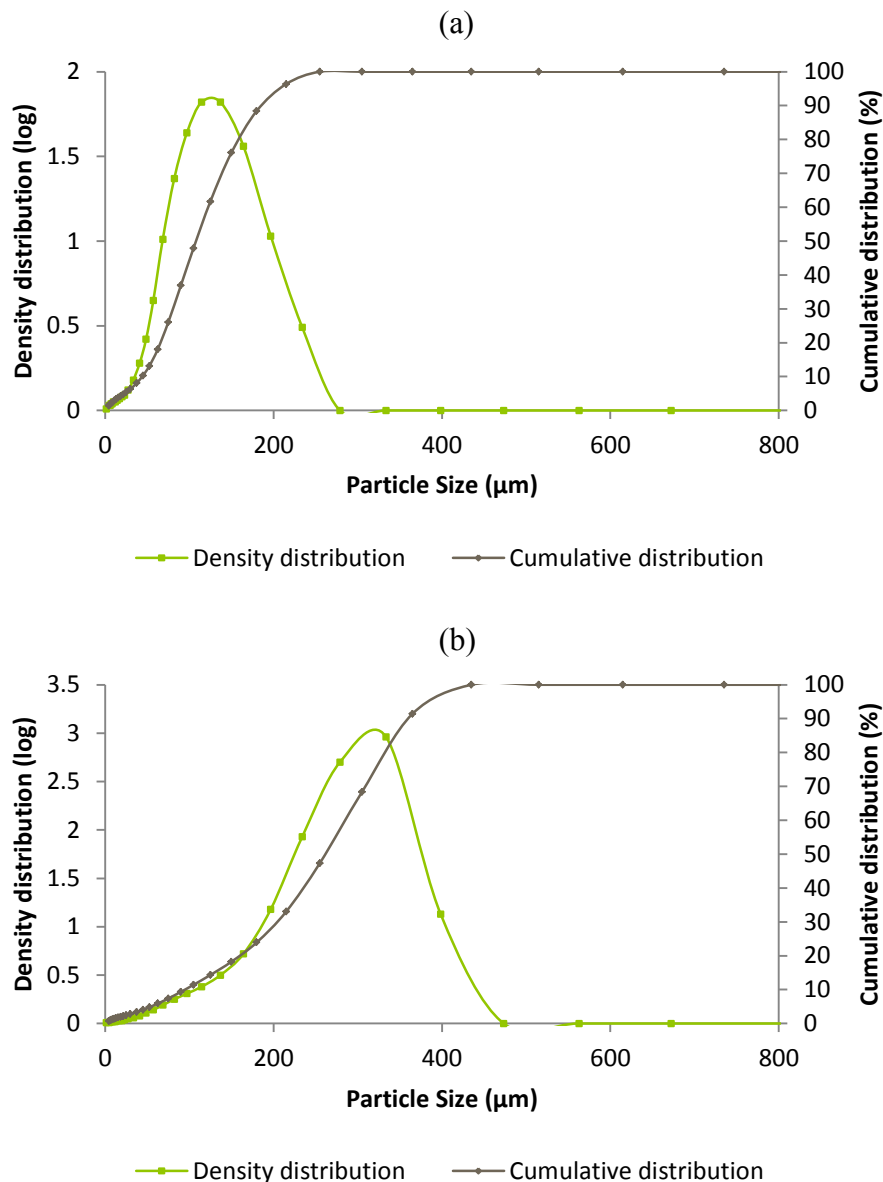 (a)
Density distribution (log)
2
1.5
1
0.5
0
0 200 400 600 800
Particle Size (µm)
100
90
80
70
60
50
40
30
20
10
0
Cumulative distribution (%)
Density distribution Cumulative distribution
(b)
Density distribution (log)
3.5
3
2.5
2
1.5
1
0.5
0
0 200 400 600 800
Particle Size (µm)
100
90
80
70
60
50
40
30
20
10
0
Cumulative distribution (%)
Density distribution Cumulative distribution